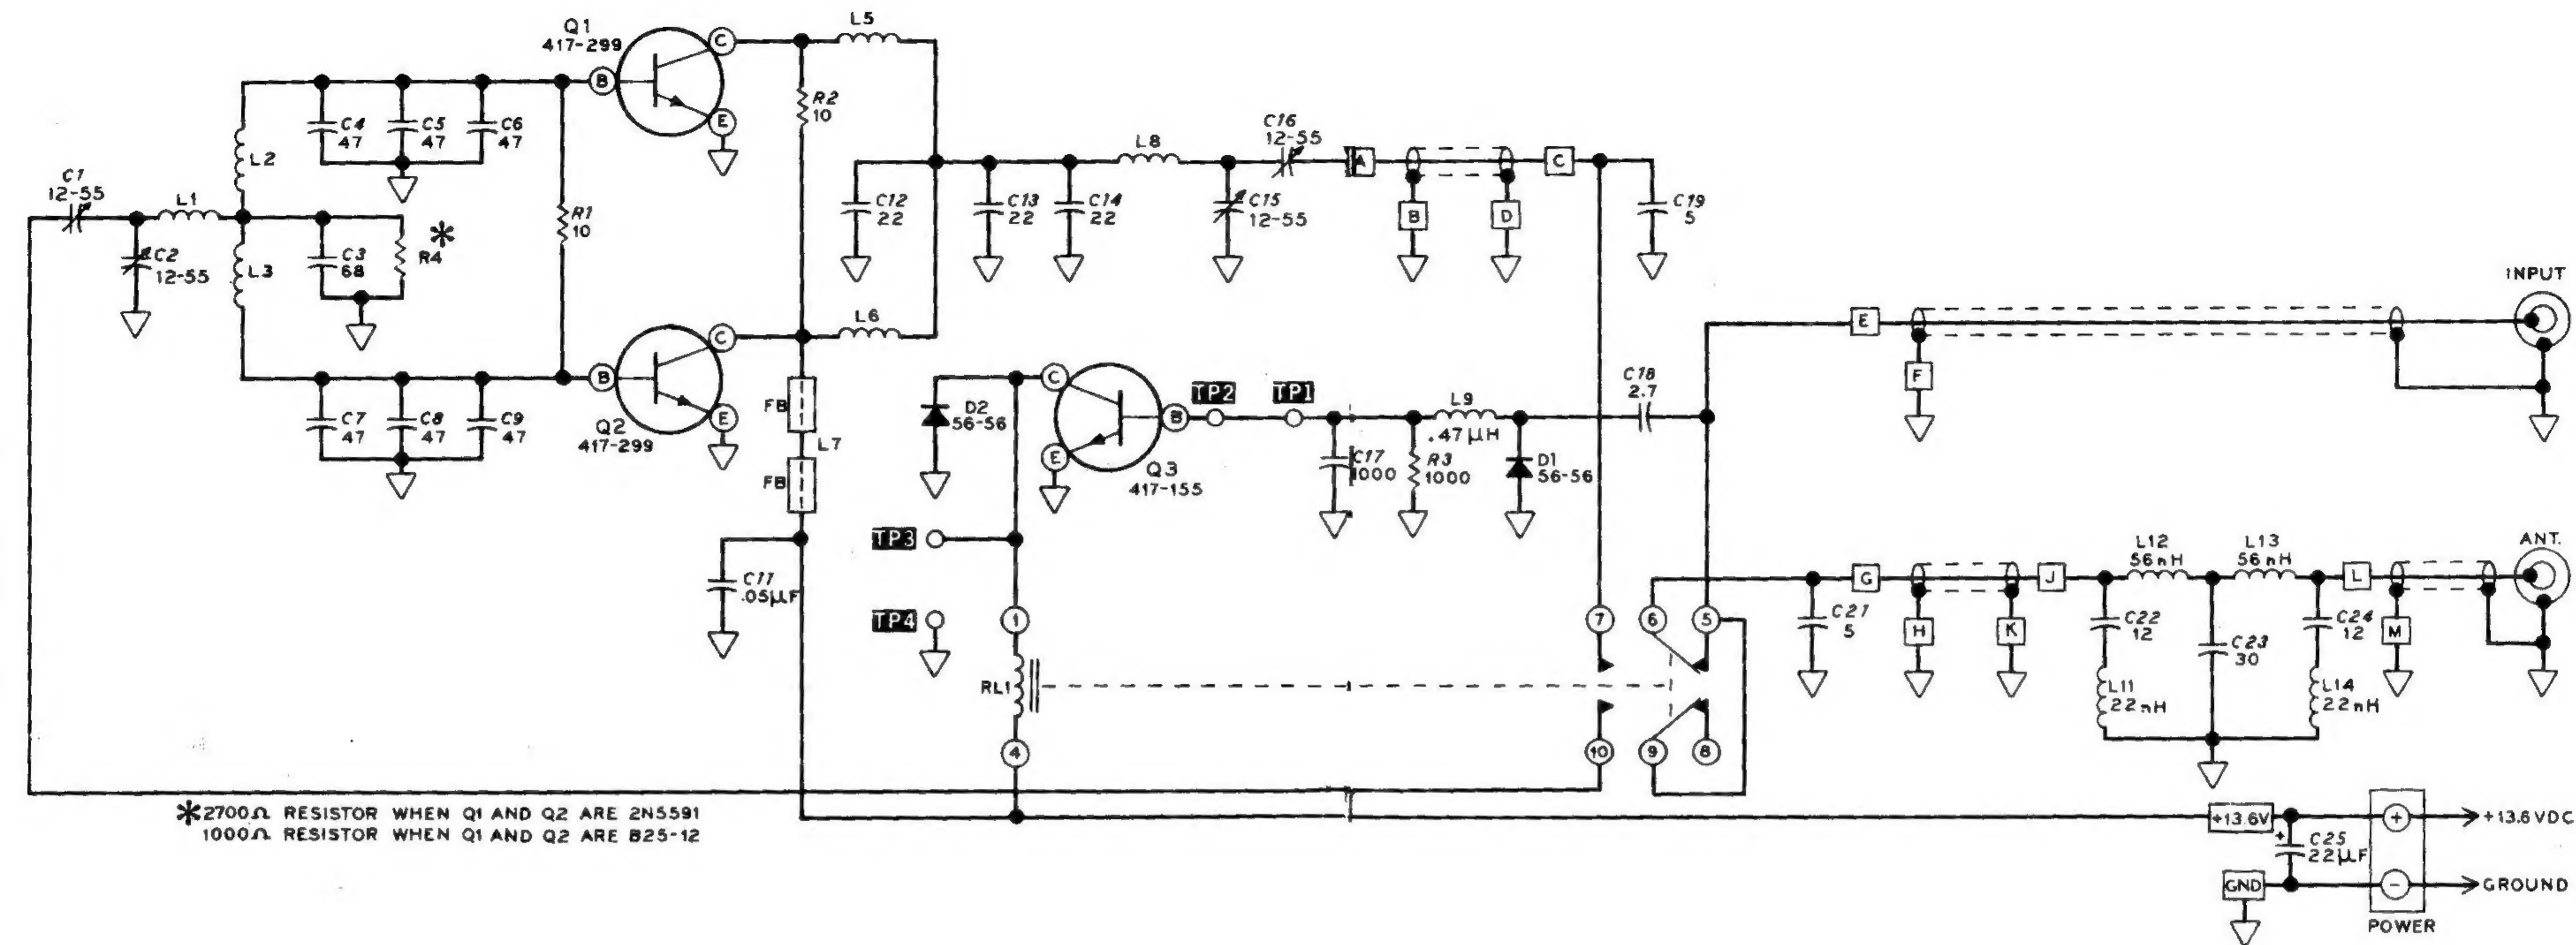 Q1
417-299
L5
C
B
E
R2
10
C4
47
C5
47
C6
47
L2
C1
12-55
L1
R1
10
C2
12-55
L3
C3
68
R4
*
C12
22
C13
22
C14
22
L8
C16
12-55
C15
12-55
A
B
C
D
C19
5
INPUT
E
F
L6
C
B
E
Q2
417-299
C7
47
C8
47
C9
47
FB
L7
FB
D2
56-56
C
B
E
Q3
417-155
TP2
TP1
C17
1000
R3
1000
L9
.47μH
D1
56-56
C18
2.7
TP3
TP4
C11
.05μF
1
RL1
4
7
6
5
10
9
8
G
C21
5
H
K
J
L12
56nH
L13
56nH
L
ANT.
C22
12
C23
30
C24
12
M
L11
22nH
L14
22nH
*2700Ω RESISTOR WHEN Q1 AND Q2 ARE 2N5591
1000Ω RESISTOR WHEN Q1 AND Q2 ARE B25-12
+13.6V
+
+13.6VDC
+
C25
22μF
GND
-
GROUND
POWER